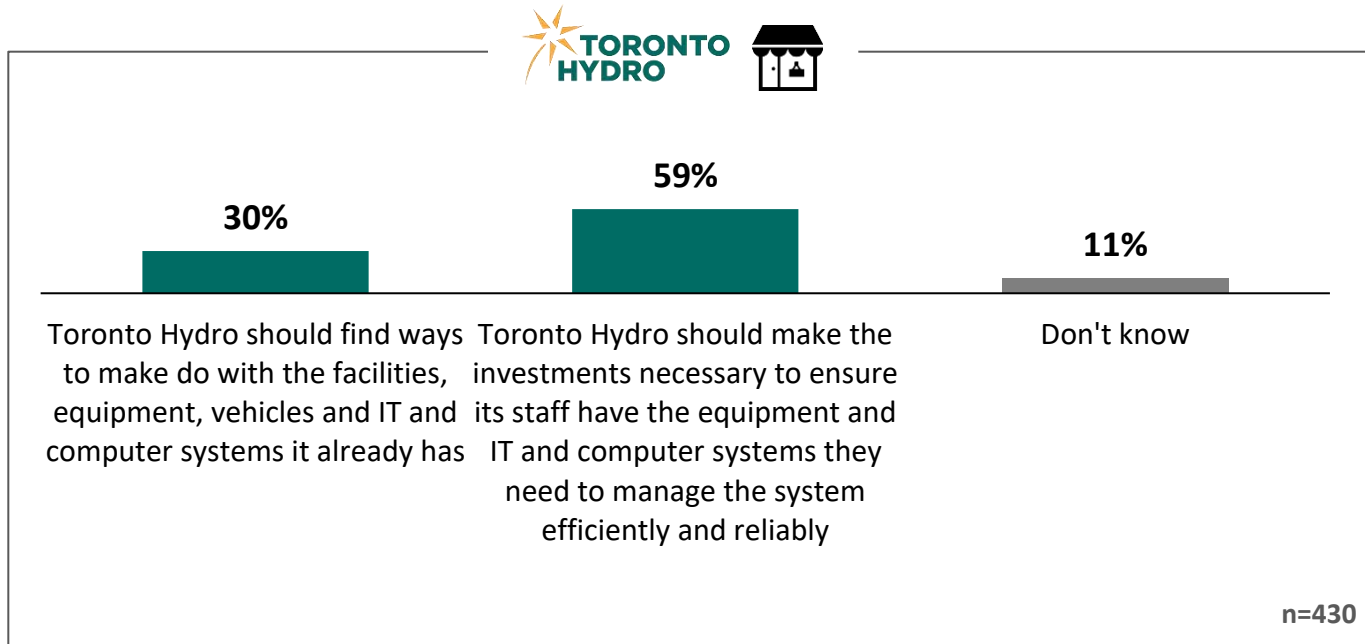 TORONTO
HYDRO
30%
59%
11%
Toronto Hydro should find ways
to make do with the facilities,
equipment, vehicles and IT and
computer systems it already has
Toronto Hydro should make the
investments necessary to ensure
its staff have the equipment and
IT and computer systems they
need to manage the system
efficiently and reliably
Don't know
n=430